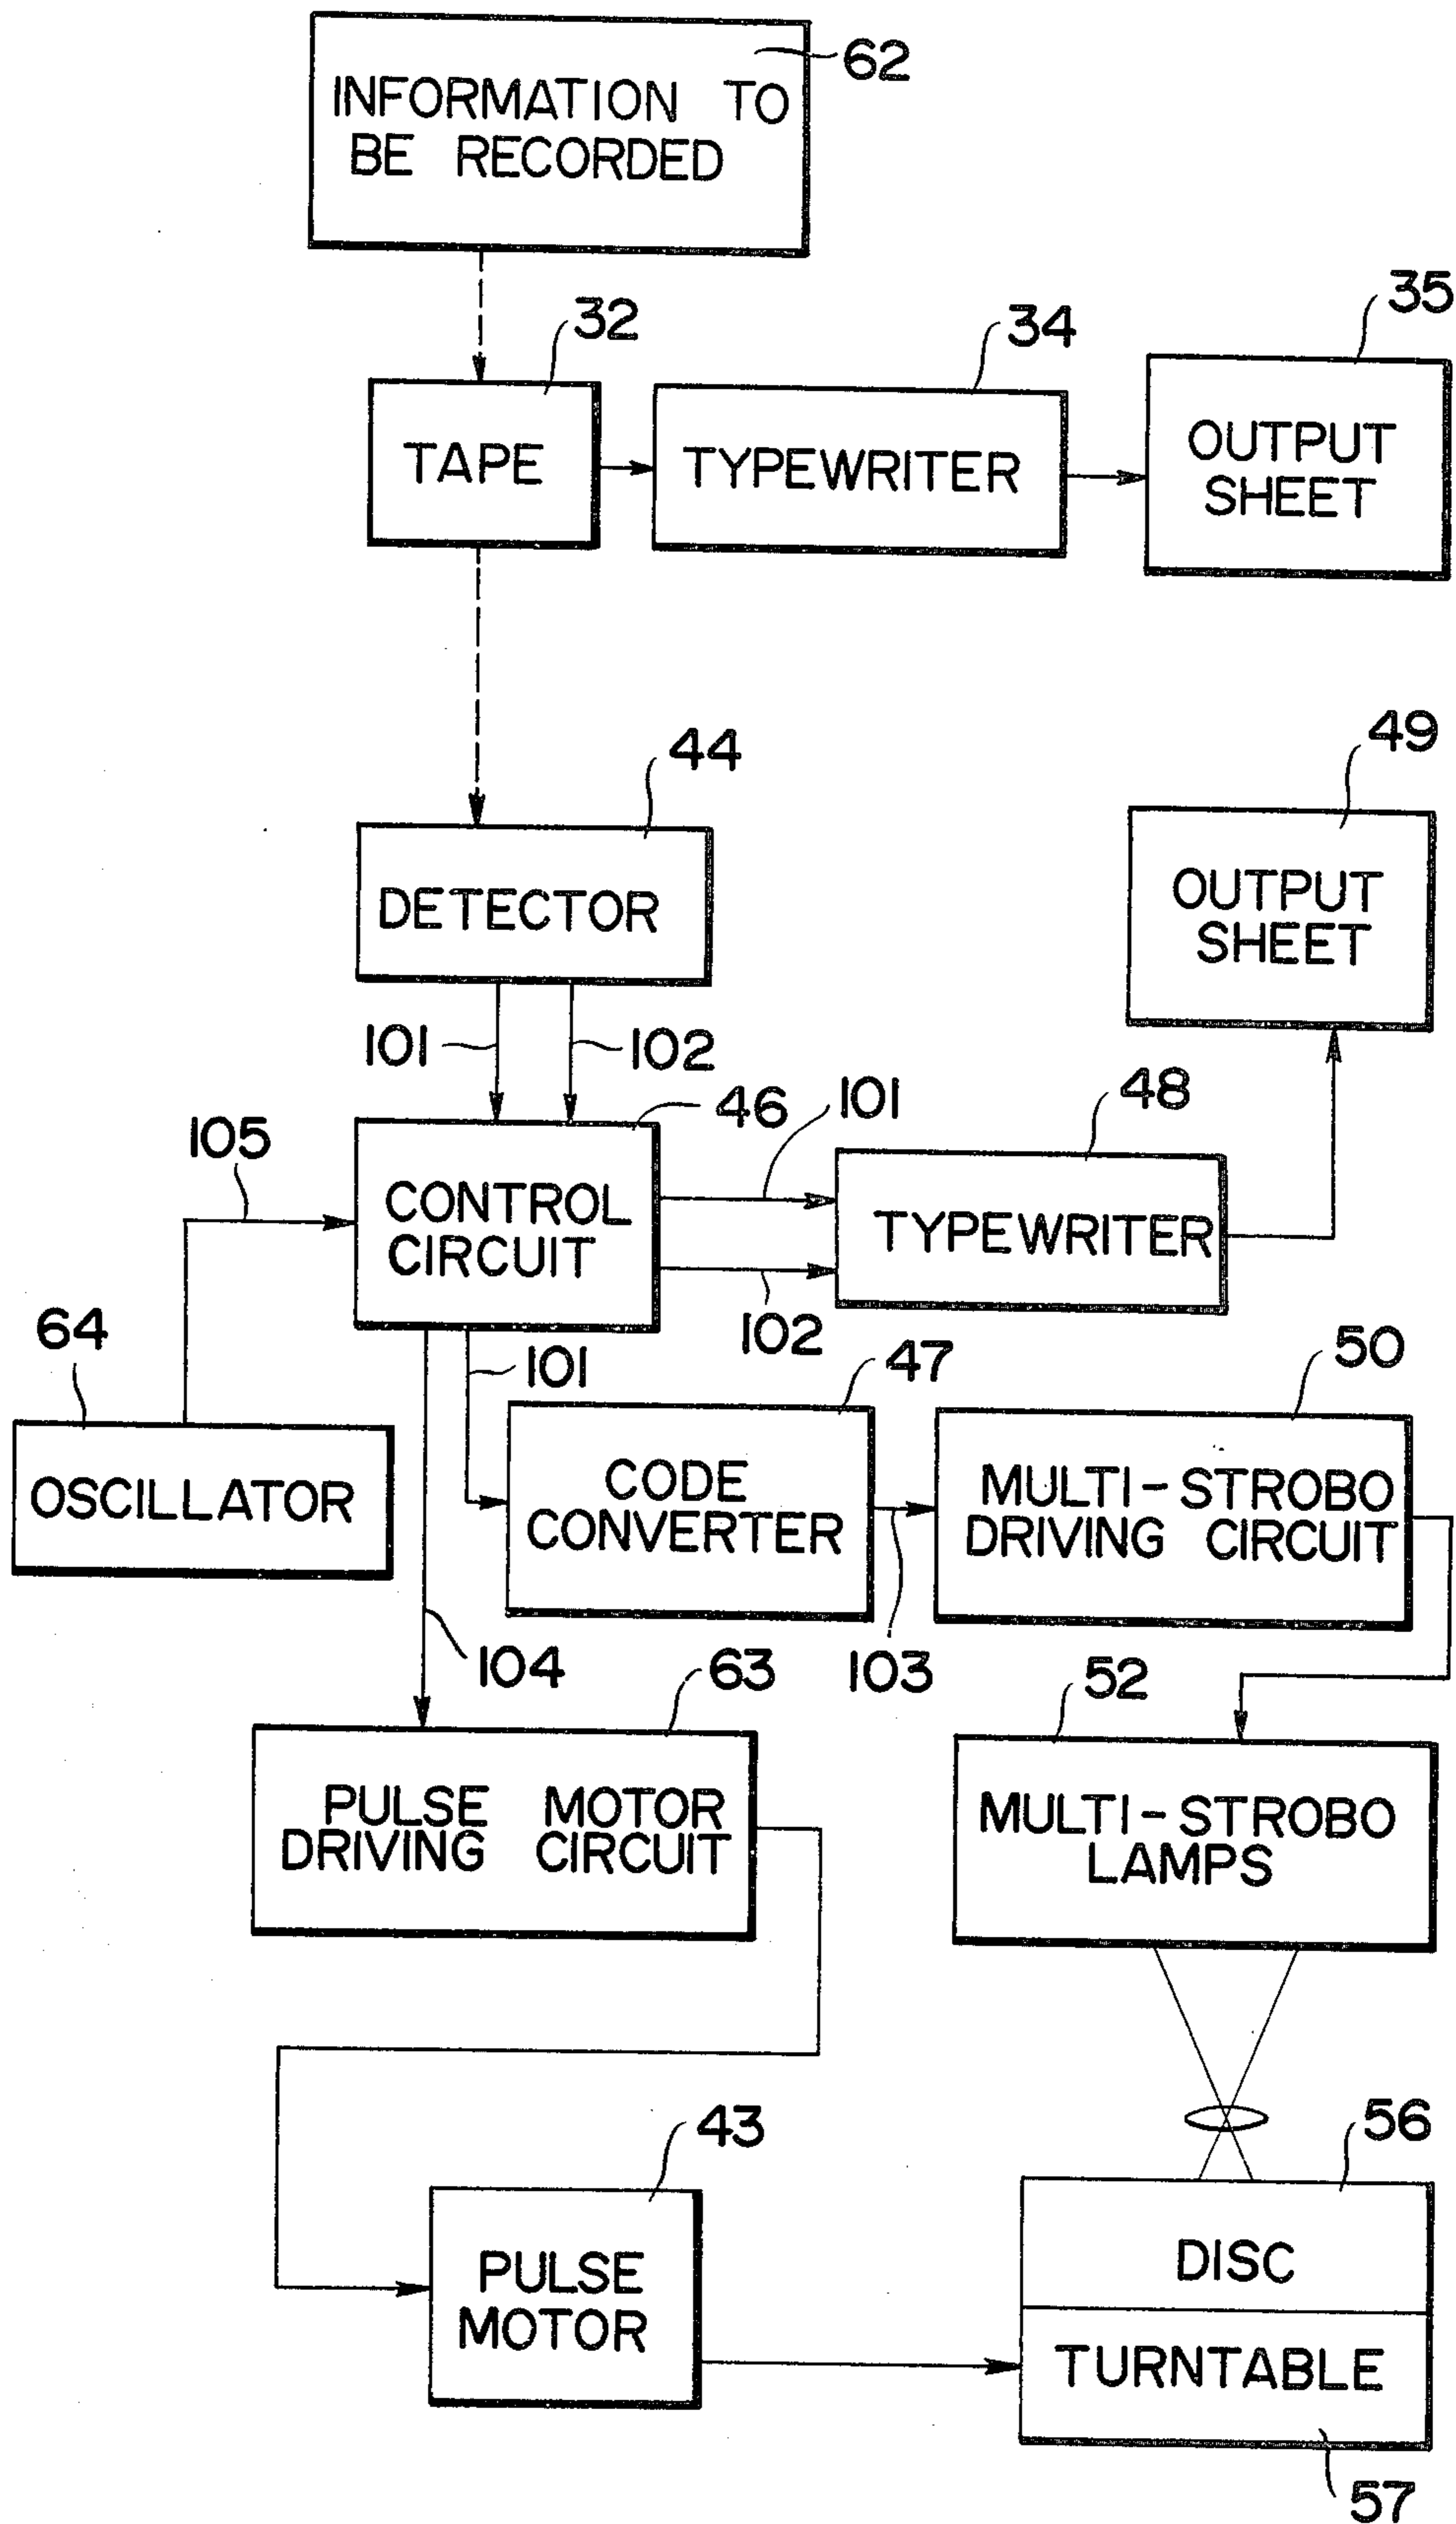 62
INFORMATION TO
BE RECORDED
32
34
35
TAPE
TYPEWRITER
OUTPUT
SHEET
44
49
DETECTOR
OUTPUT
SHEET
101
102
46
101
48
105
CONTROL
CIRCUIT
TYPEWRITER
102
64
101
47
50
OSCILLATOR
CODE
CONVERTER
MULTI-STROBO
DRIVING CIRCUIT
104
63
103
52
PULSE MOTOR
DRIVING CIRCUIT
MULTI-STROBO
LAMPS
43
56
PULSE
MOTOR
DISC
TURNTABLE
57